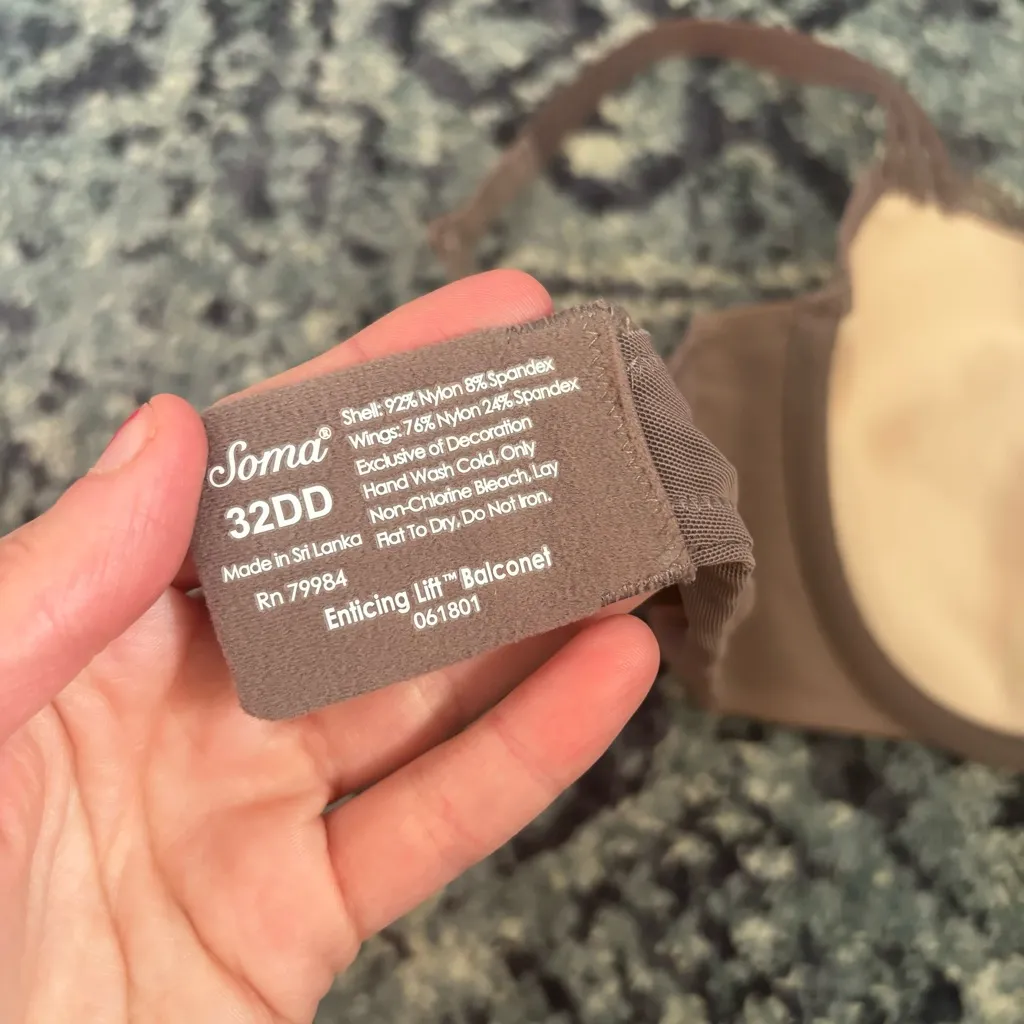 Soma®
32DD
Made in Sri Lanka
Rn 79984
Shell: 92% Nylon 8% Spandex
Wings: 76% Nylon 24% Spandex
Exclusive of Decoration
Hand Wash Cold, Only
Non-Chlorine Bleach, Lay
Flat To Dry, Do Not Iron.
Enticing Lift™ Balconet
061801